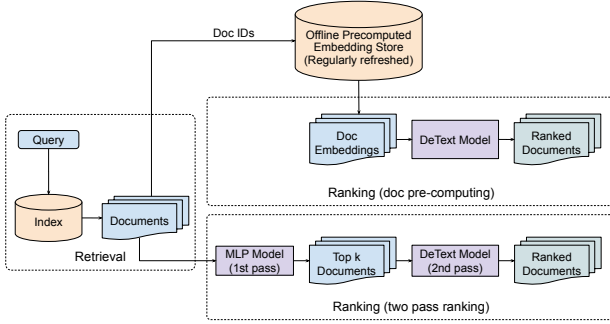 Doc IDs
Offline Precomputed
Embedding Store
(Regularly refreshed)
Query
Index
Documents
Retrieval
Doc
Embeddings
DeText Model
Ranked
Documents
Ranking (doc pre-computing)
MLP Model
(1st pass)
Top k
Documents
DeText Model
(2nd pass)
Ranked
Documents
Ranking (two pass ranking)